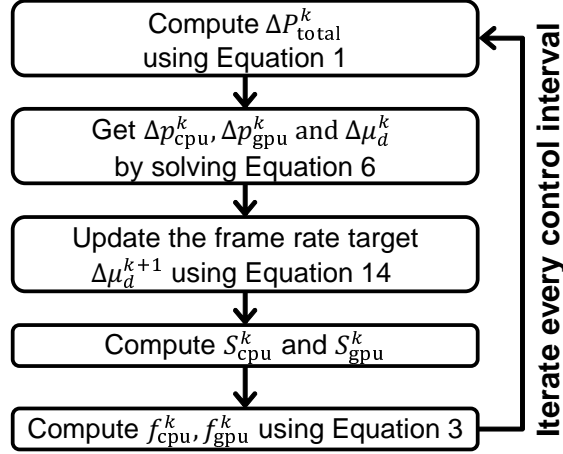 Compute ΔP^k_total
using Equation 1
Get Δp^k_cpu, Δp^k_gpu and Δμ^k_d
by solving Equation 6
Update the frame rate target
Δμ^{k+1}_d using Equation 14
Compute S^k_cpu and S^k_gpu
Compute f^k_cpu, f^k_gpu using Equation 3
Iterate every control interval